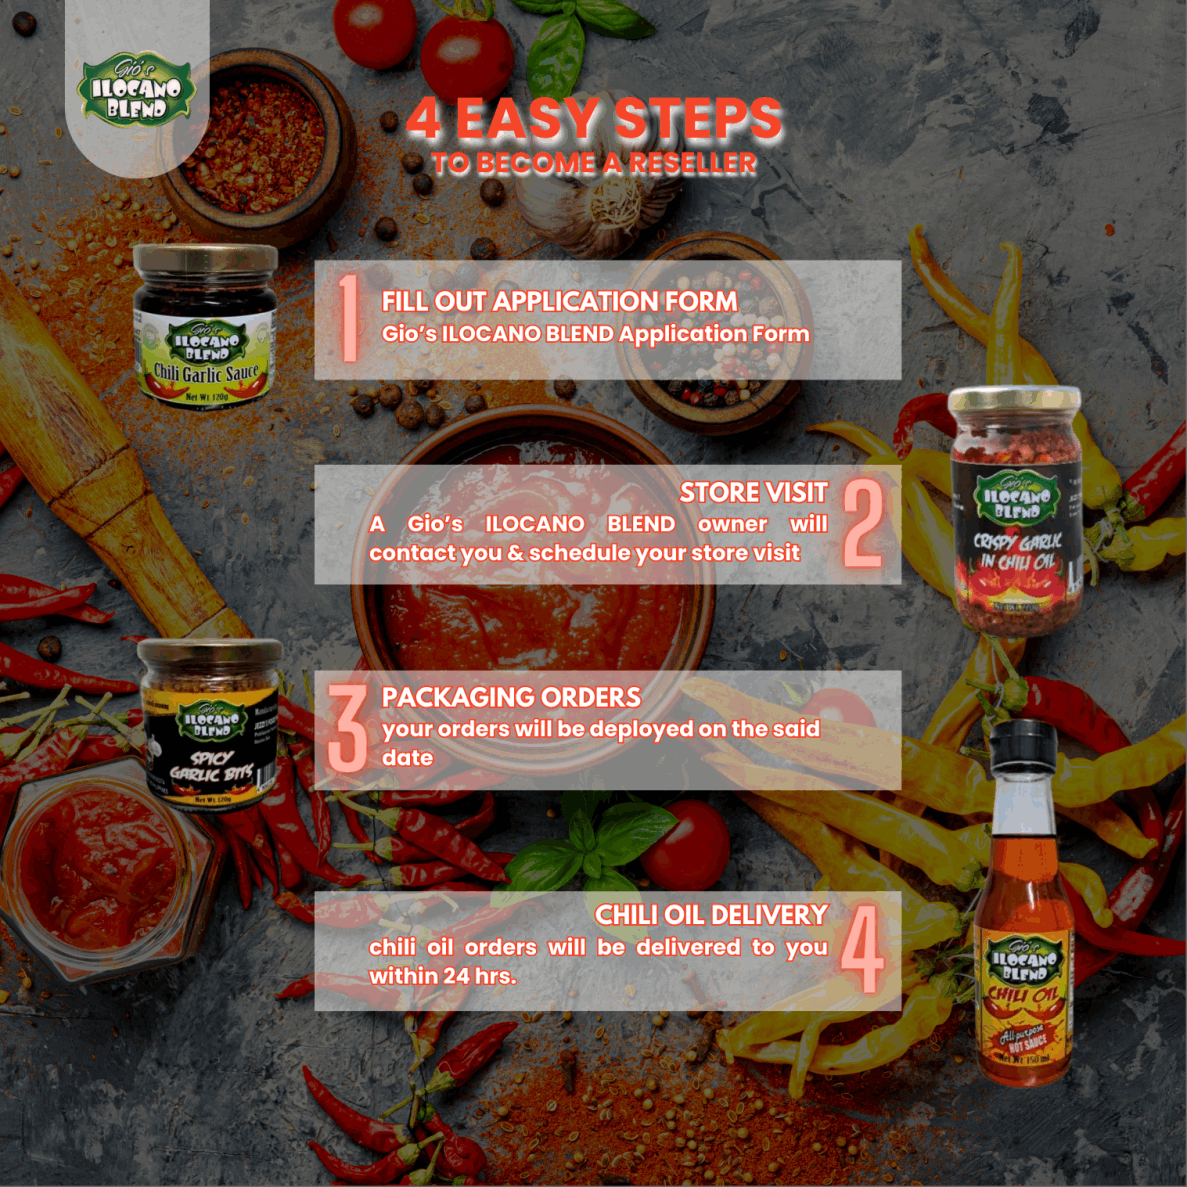 Gio's
ILOCANO
BLEND
4 EASY STEPS
TO BECOME A RESELLER
Gio's
ILOCANO
BLEND
Chili Garlic Sauce
Net Wt 120g
1
FILL OUT APPLICATION FORM
Gio's ILOCANO BLEND Application Form
Gio's
ILOCANO
BLEND
CRISPY GARLIC
IN CHILI OIL
STORE VISIT
2
A Gio's ILOCANO BLEND owner will
contact you & schedule your store visit
Gio's
ILOCANO
BLEND
SPICY
GARLIC BITS
Net Wt. 120g
3
PACKAGING ORDERS
your orders will be deployed on the said
date
CHILI OIL DELIVERY
4
chili oil orders will be delivered to you
within 24 hrs.
Gio's
ILOCANO
BLEND
CHILI OIL
All-purpose
HOT SAUCE
Net Wt 150 ml